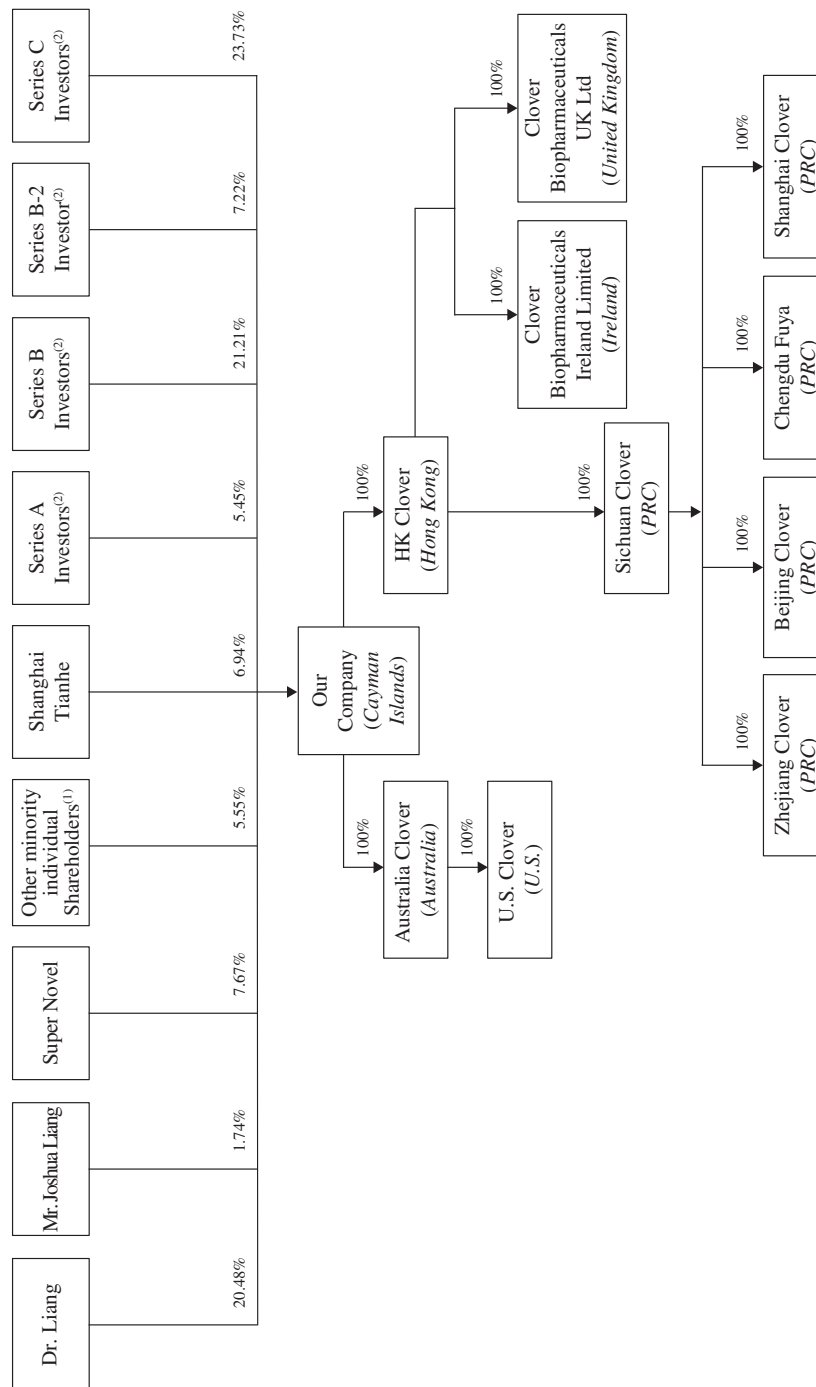 Dr. Liang
Mr. Joshua Liang
Super Novel
Other minority
individual
Shareholders(1)
Shanghai
Tianhe
Series A
Investors(2)
Series B
Investors(2)
Series B-2
Investor(2)
Series C
Investors(2)
20.48%
1.74%
7.67%
5.55%
6.94%
5.45%
21.21%
7.22%
23.73%
Our
Company
(Cayman
Islands)
100%
100%
Australia Clover
(Australia)
HK Clover
(Hong Kong)
100%
100%
100%
U.S. Clover
(U.S.)
Clover
Biopharmaceuticals
Ireland Limited
(Ireland)
Clover
Biopharmaceuticals
UK Ltd
(United Kingdom)
100%
Sichuan Clover
(PRC)
100%
100%
100%
100%
Zhejiang Clover
(PRC)
Beijing Clover
(PRC)
Chengdu Fuya
(PRC)
Shanghai Clover
(PRC)